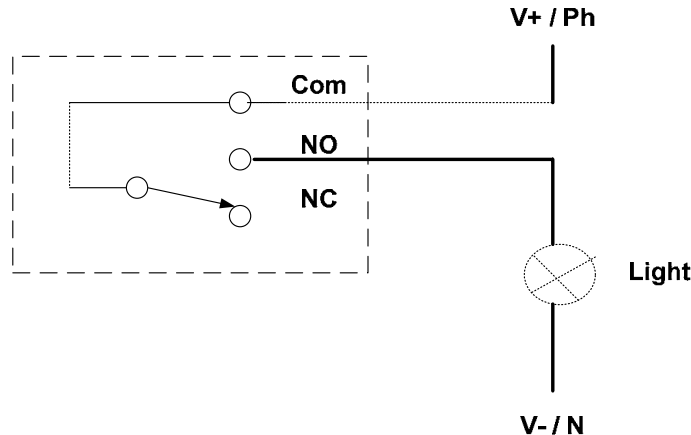 V+ / Ph
Com
NO
NC
Light
V- / N